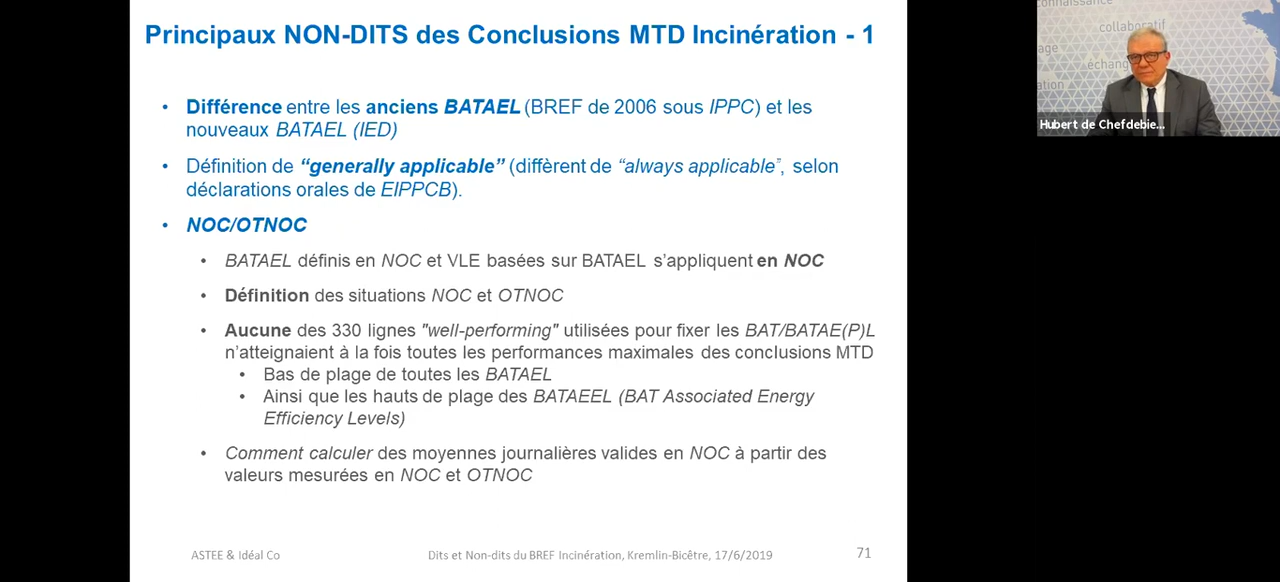 Principaux NON-DITS des Conclusions MTD Incinération - 1
• Différence entre les anciens BATAEL (BREF de 2006 sous IPPC) et les
nouveaux BATAEL (IED)
• Définition de “generally applicable” (diffèrent de “always applicable”, selon
déclarations orales de EIPPCB).
• NOC/OTNOC
• BATAEL définis en NOC et VLE basées sur BATAEL s’appliquent en NOC
• Définition des situations NOC et OTNOC
• Aucune des 330 lignes "well-performing" utilisées pour fixer les BAT/BATAE(P)L
n’atteignaient à la fois toutes les performances maximales des conclusions MTD
• Bas de plage de toutes les BATAEL
• Ainsi que les hauts de plage des BATAEEL (BAT Associated Energy
Efficiency Levels)
• Comment calculer des moyennes journalières valides en NOC à partir des
valeurs mesurées en NOC et OTNOC
ASTEE & Idéal Co
Dits et Non-dits du BREF Incinération, Kremlin-Bicêtre, 17/6/2019
71
collaboratif
Hubert de Chefdebie...